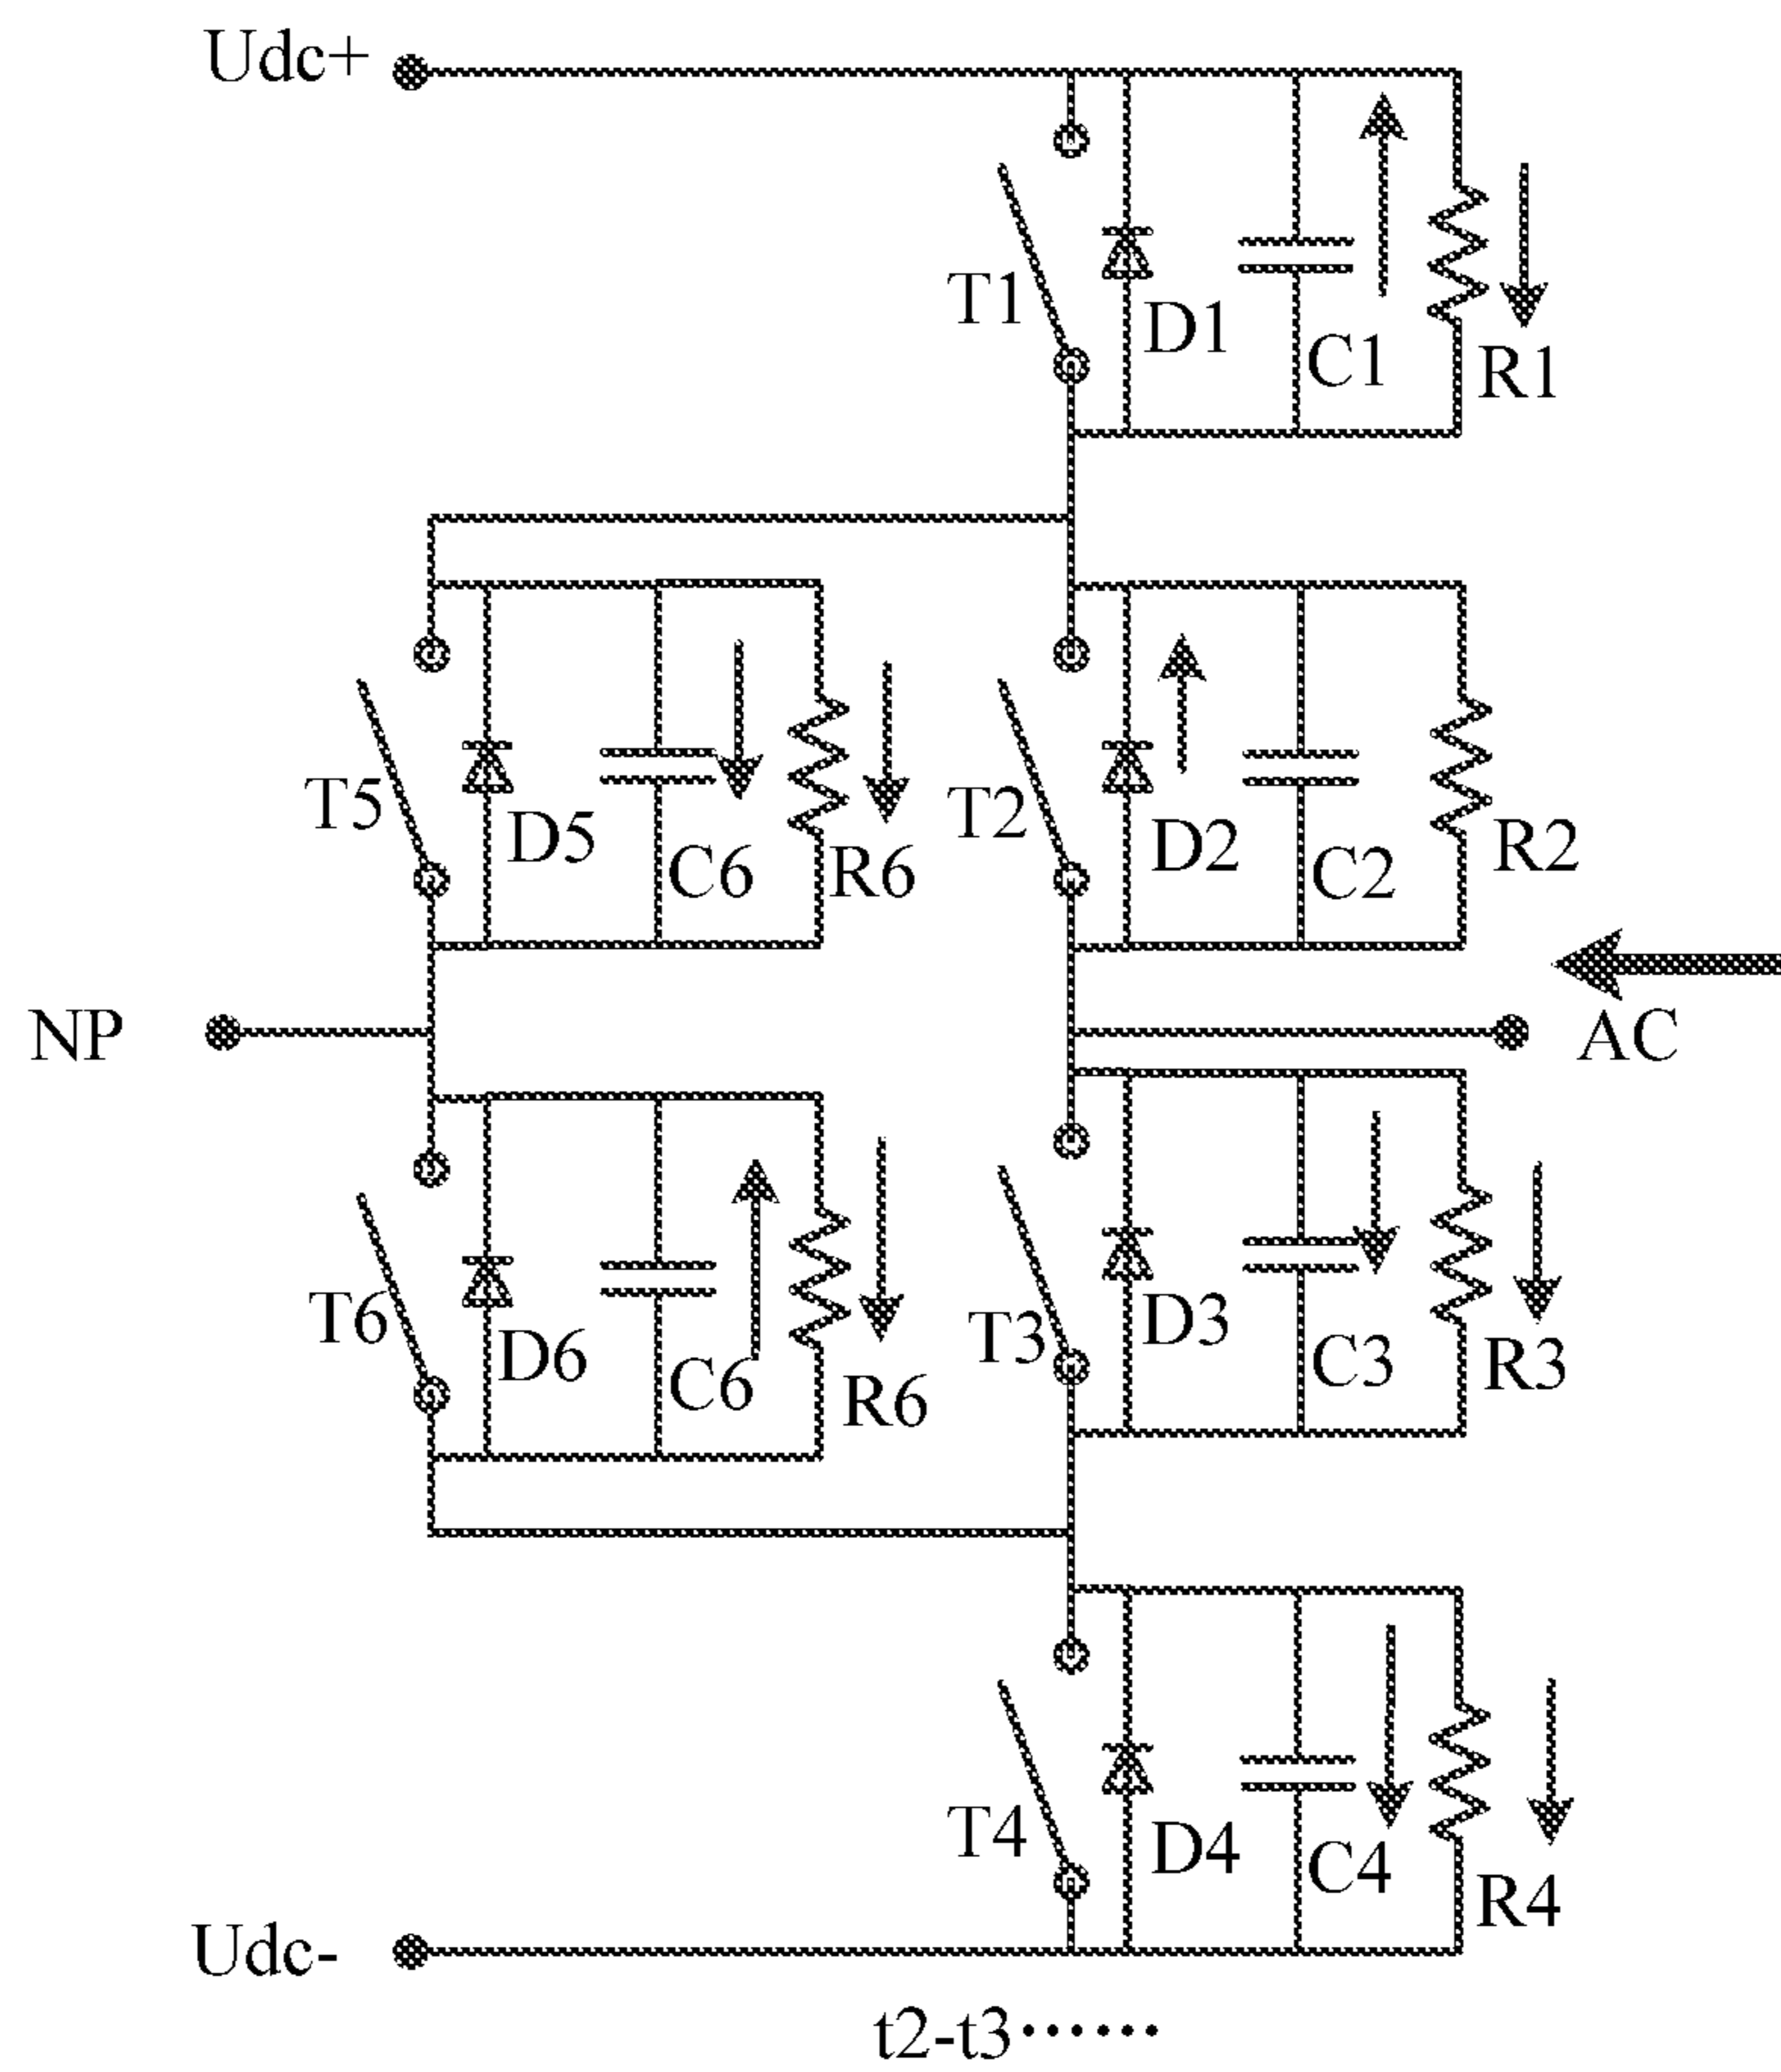 Udc+
T1
D1
C1
R1
T5
D5
C6
R6
T2
D2
C2
R2
NP
AC
T6
D6
C6
R6
T3
D3
C3
R3
T4
D4
C4
R4
Udc-
t2-t3······